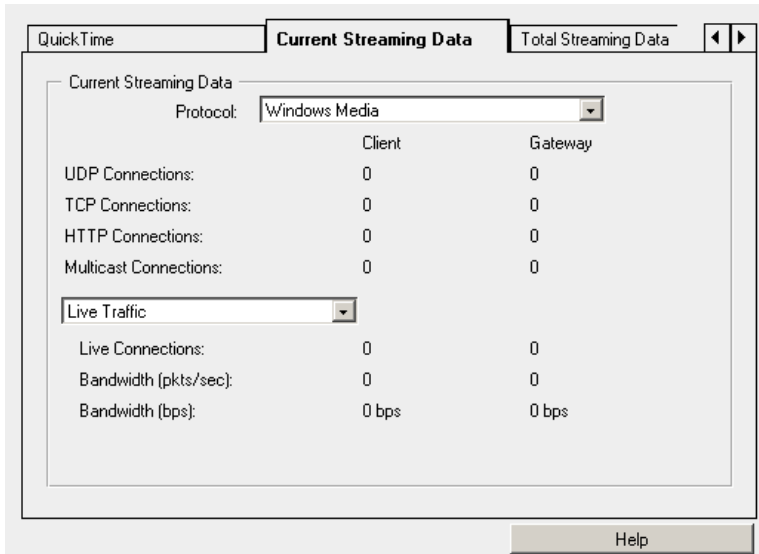 QuickTime Current Streaming Data Total Streaming Data
Current Streaming Data
Protocol: Windows Media
Client Gateway
UDP Connections: 0 0
TCP Connections: 0 0
HTTP Connections: 0 0
Multicast Connections: 0 0
Live Traffic
Live Connections: 0 0
Bandwidth (pkts/sec): 0 0
Bandwidth (bps): 0 bps 0 bps
Help